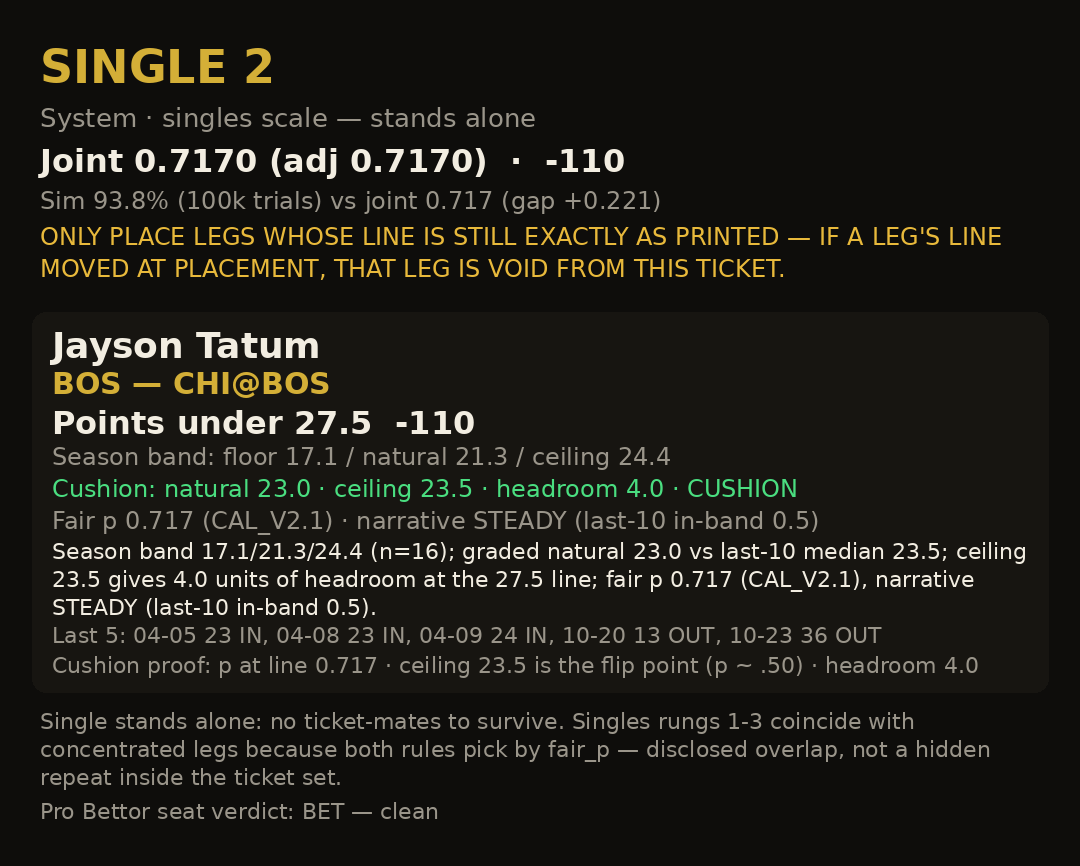 SINGLE 2
System · singles scale — stands alone
Joint 0.7170 (adj 0.7170)  ·  -110
Sim 93.8% (100k trials) vs joint 0.717 (gap +0.221)
ONLY PLACE LEGS WHOSE LINE IS STILL EXACTLY AS PRINTED — IF A LEG'S LINE
MOVED AT PLACEMENT, THAT LEG IS VOID FROM THIS TICKET.
Jayson Tatum
BOS — CHI@BOS
Points under 27.5  -110
Season band: floor 17.1 / natural 21.3 / ceiling 24.4
Cushion: natural 23.0 · ceiling 23.5 · headroom 4.0 · CUSHION
Fair p 0.717 (CAL_V2.1) · narrative STEADY (last-10 in-band 0.5)
Season band 17.1/21.3/24.4 (n=16); graded natural 23.0 vs last-10 median 23.5; ceiling
23.5 gives 4.0 units of headroom at the 27.5 line; fair p 0.717 (CAL_V2.1), narrative
STEADY (last-10 in-band 0.5).
Last 5: 04-05 23 IN, 04-08 23 IN, 04-09 24 IN, 10-20 13 OUT, 10-23 36 OUT
Cushion proof: p at line 0.717 · ceiling 23.5 is the flip point (p ~ .50) · headroom 4.0
Single stands alone: no ticket-mates to survive. Singles rungs 1-3 coincide with
concentrated legs because both rules pick by fair_p — disclosed overlap, not a hidden
repeat inside the ticket set.
Pro Bettor seat verdict: BET — clean